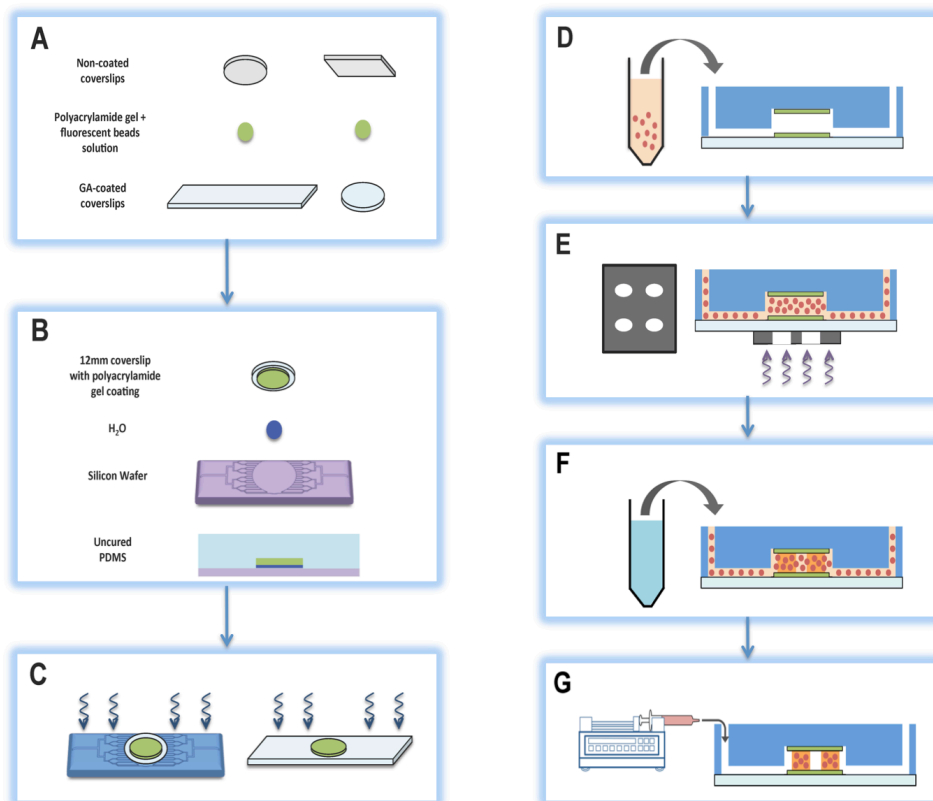 A
Non-coated
coverslips
Polyacrylamide gel +
fluorescent beads
solution
GA-coated
coverslips
B
12mm coverslip
with polyacrylamide
gel coating
H₂O
Silicon Wafer
Uncured
PDMS
C
D
E
F
G